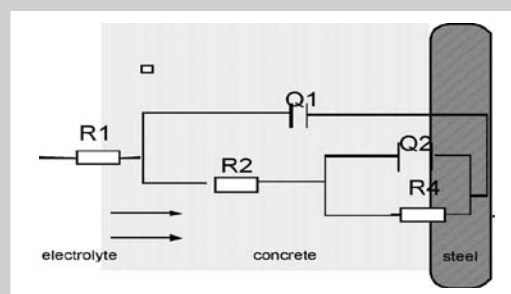 Q1
R1
Q2
R2
R4
electrolyte
concrete
steel